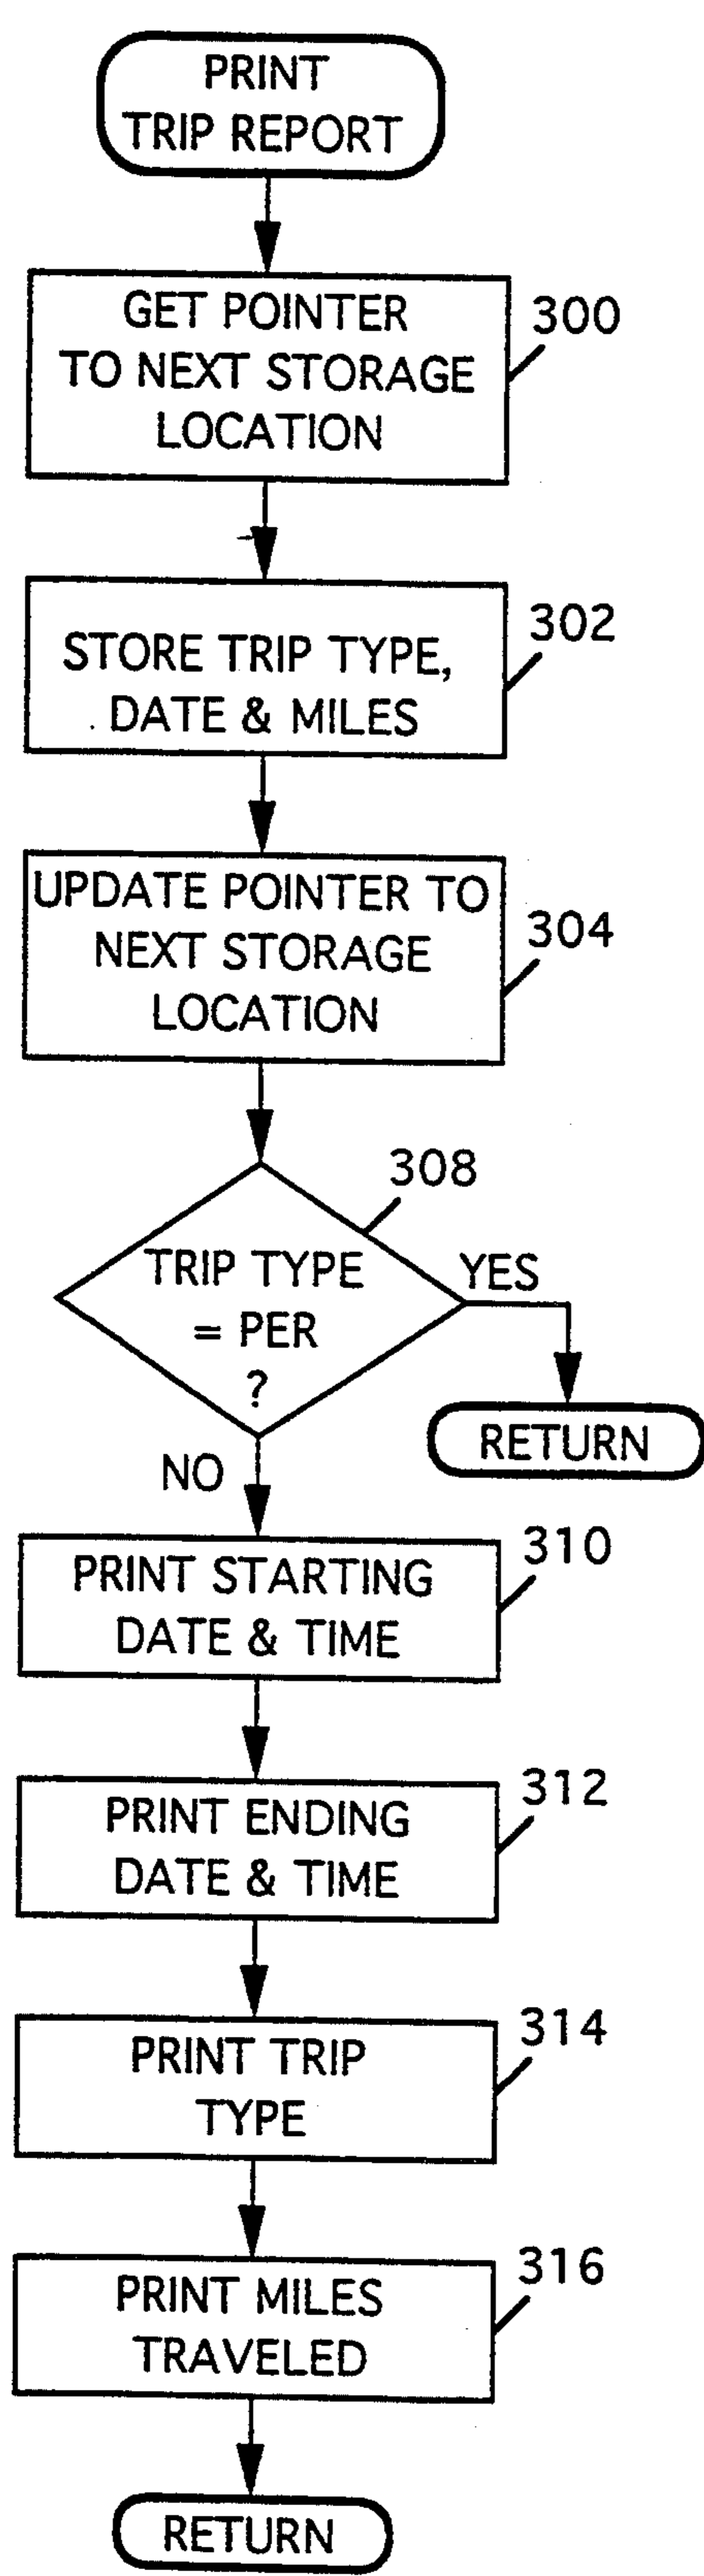 PRINT
TRIP REPORT
GET POINTER
TO NEXT STORAGE
LOCATION
300
STORE TRIP TYPE,
DATE & MILES
302
UPDATE POINTER TO
NEXT STORAGE
LOCATION
304
308
TRIP TYPE
= PER
?
YES
RETURN
NO
PRINT STARTING
DATE & TIME
310
PRINT ENDING
DATE & TIME
312
PRINT TRIP
TYPE
314
PRINT MILES
TRAVELED
316
RETURN